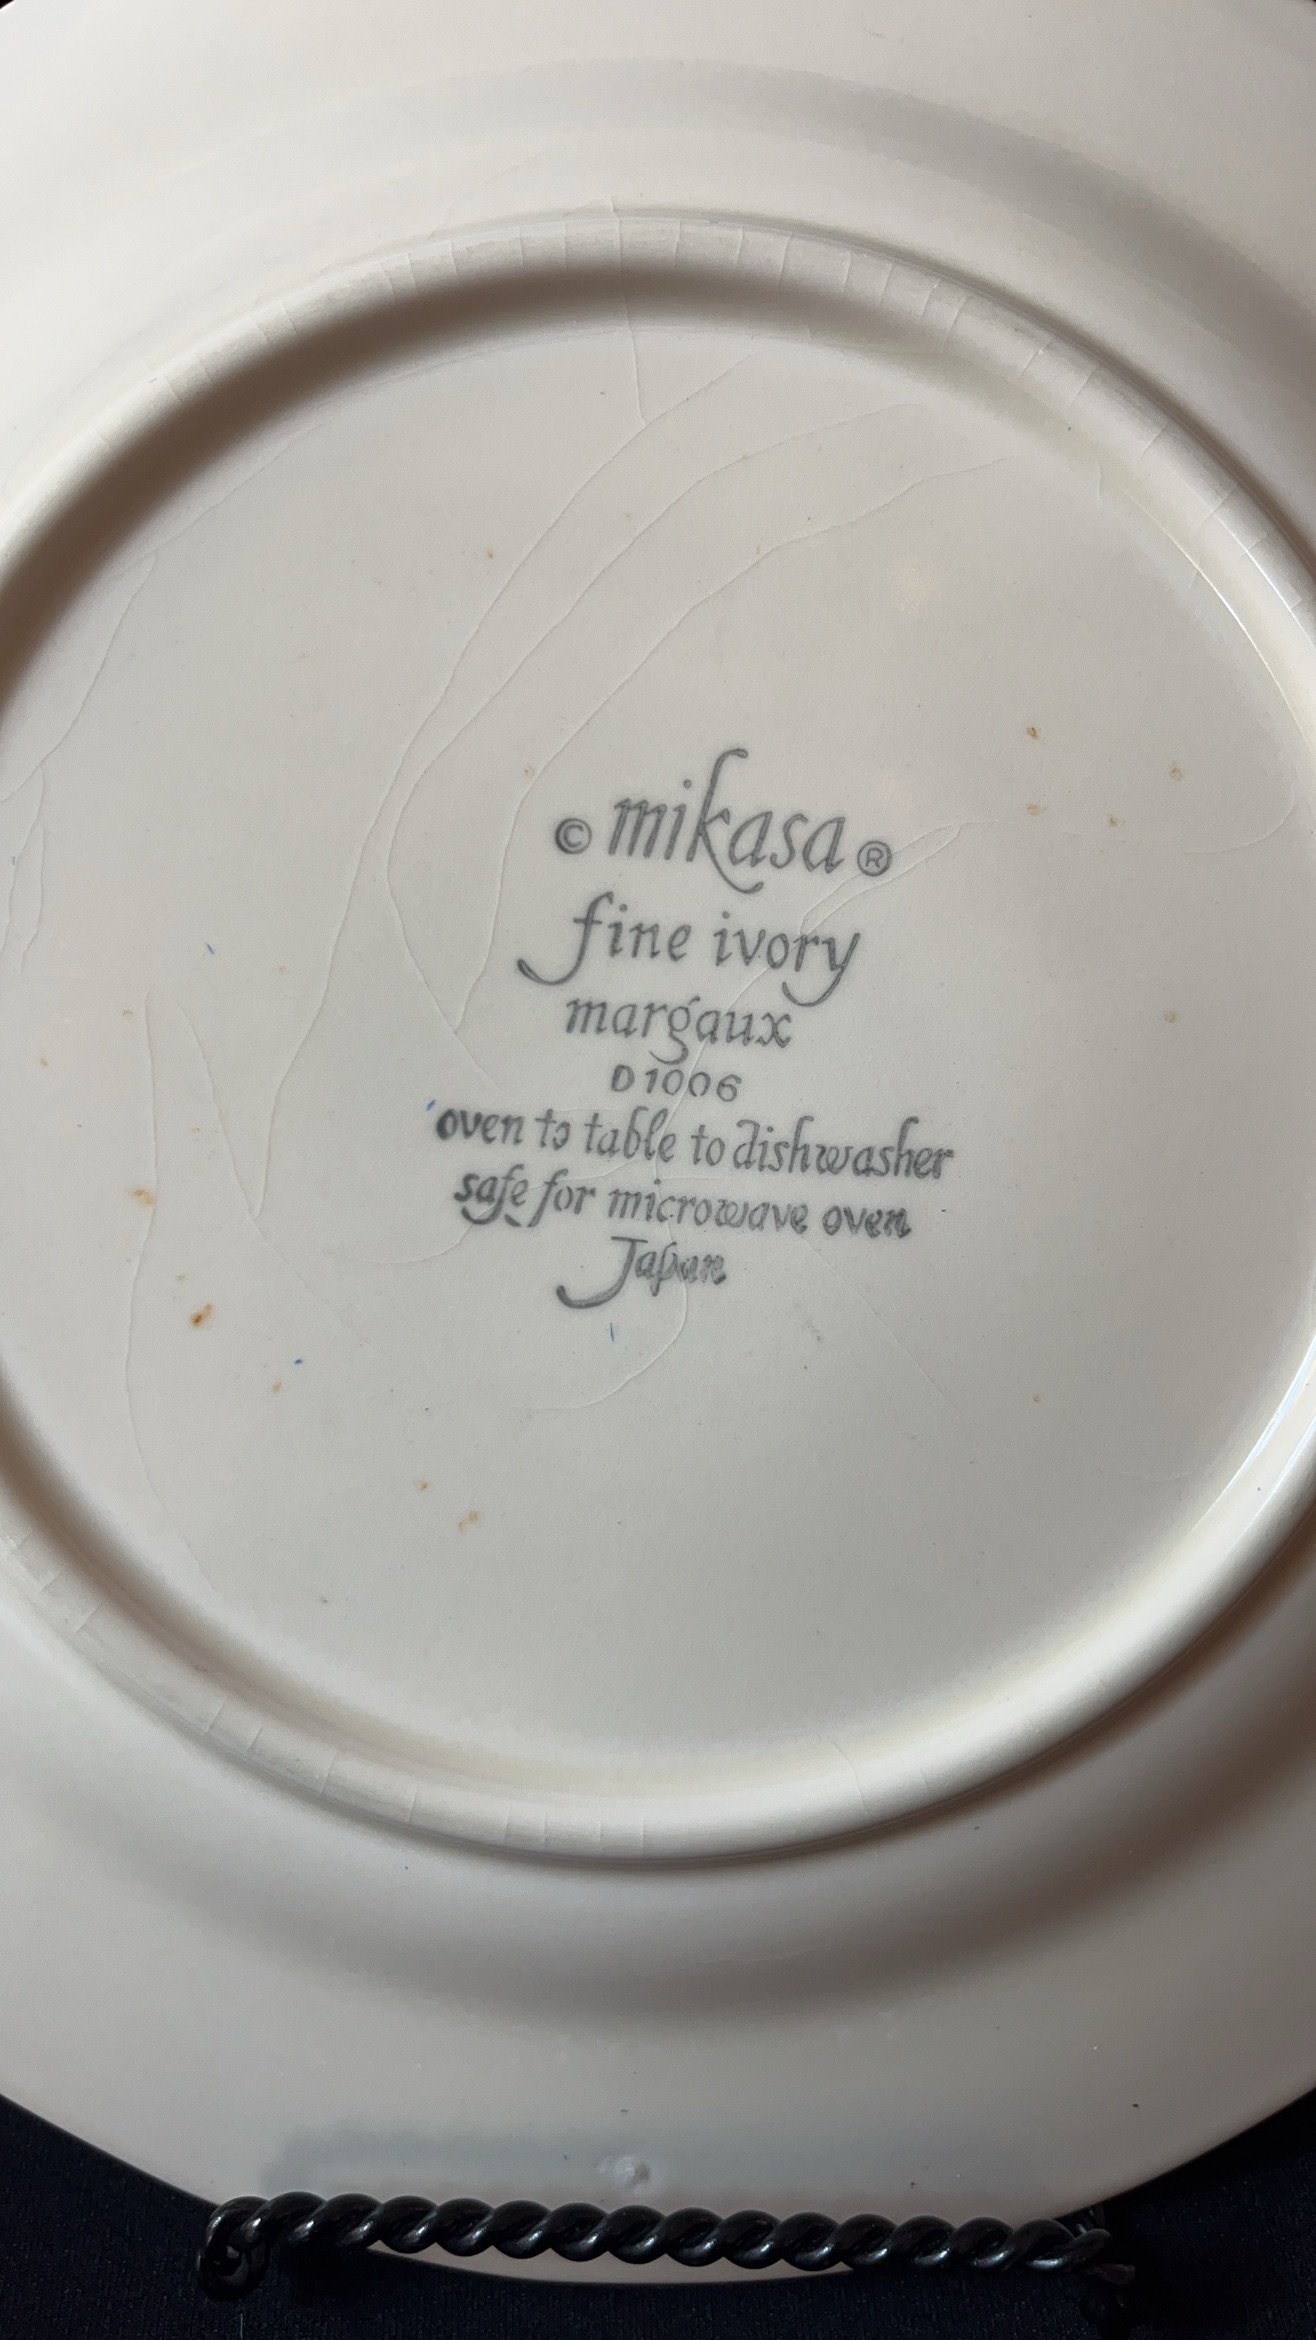 © mikasa ®
fine ivory
margaux
D1006
oven to table to dishwasher
safe for microwave oven
Japan